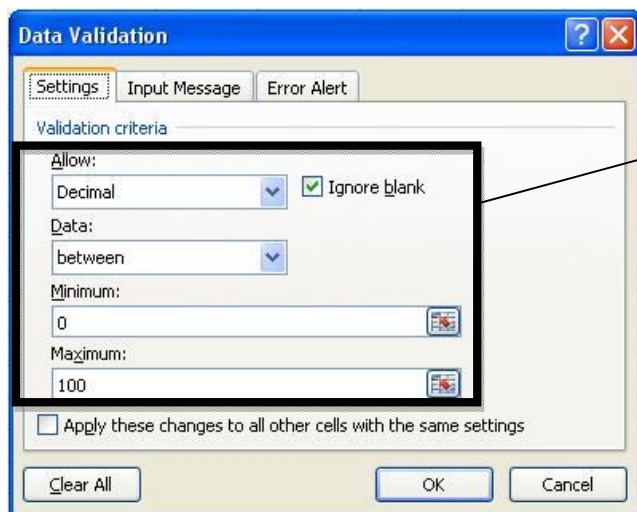 Data Validation
Settings Input Message Error Alert
Validation criteria
Allow:
Decimal Ignore blank
Data:
between
Minimum:
0
Maximum:
100
Apply these changes to all other cells with the same settings
Clear All OK Cancel